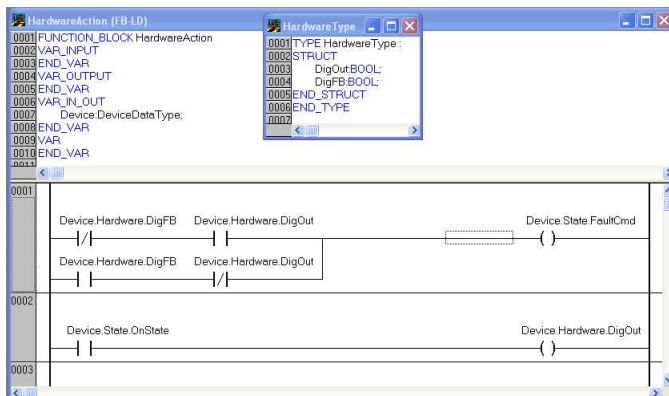 HardwareAction (FB-LD)
0001 FUNCTION_BLOCK HardwareAction
0002 VAR_INPUT
0003 END_VAR
0004 VAR_OUTPUT
0005 END_VAR
0006 VAR_IN_OUT
0007 Device:DeviceDataType;
0008 END_VAR
0009 VAR
0010 END_VAR
0011
HardwareType
0001 TYPE HardwareType :
0002 STRUCT
0003 DigOut:BOOL;
0004 DigFB:BOOL;
0005 END_STRUCT
0006 END_TYPE
0007
0001
Device.Hardware.DigFB Device.Hardware.DigOut Device.State.FaultCmd
Device.Hardware.DigFB Device.Hardware.DigOut
0002
Device.State.OnState Device.Hardware.DigOut
0003